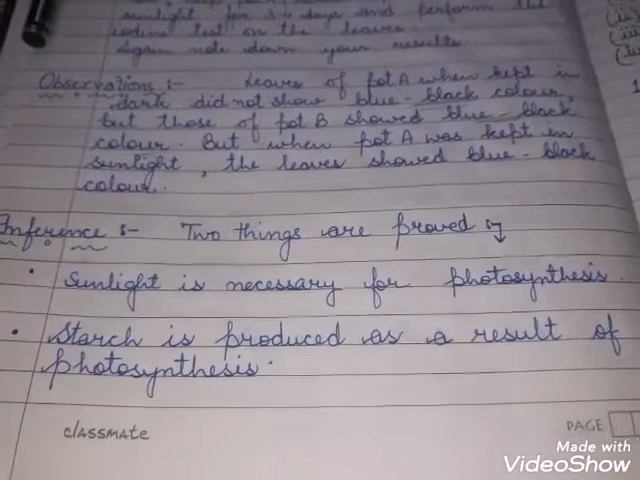 sunlight for 3-4 days and perform the
iodine test on the leaves.
Again note down your results.
Observations :- Leaves of pot A when kept in
dark did not show blue-black colour,
but those of pot B showed blue-black
colour. But when pot A was kept in
sunlight, the leaves showed blue-black
colour.
Inference :- Two things are proved :-
• Sunlight is necessary for photosynthesis.
• Starch is produced as a result of
photosynthesis.
classmate
PAGE
Made with
VideoShow